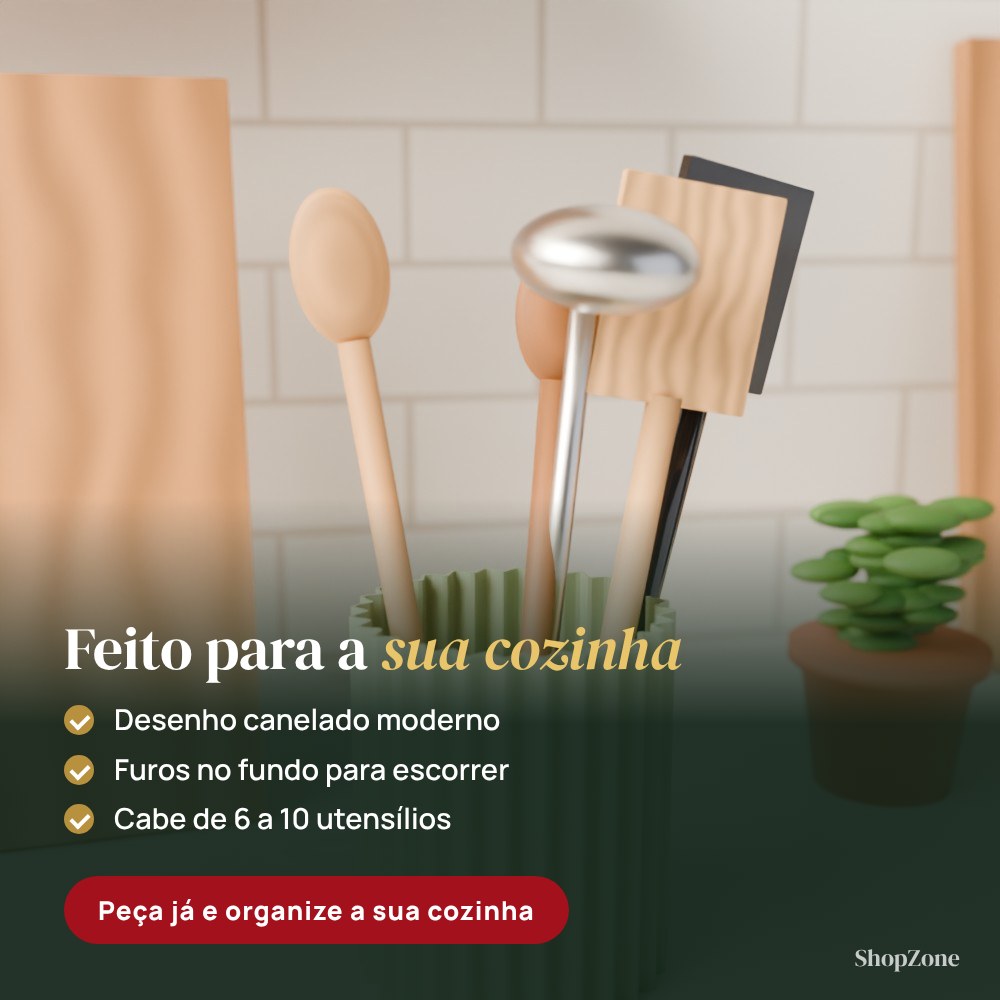 Feito para a sua cozinha
Desenho canelado moderno
Furos no fundo para escorrer
Cabe de 6 a 10 utensílios
Peça já e organize a sua cozinha
ShopZone